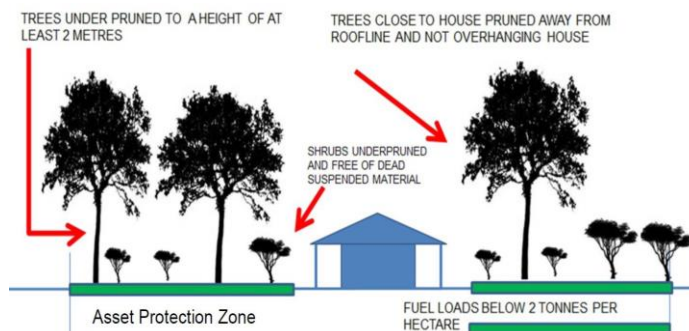 TREES UNDER PRUNED TO A HEIGHT OF AT
LEAST 2 METRES
TREES CLOSE TO HOUSE PRUNED AWAY FROM
ROOFLINE AND NOT OVERHANGING HOUSE
SHRUBS UNDERPRUNED
AND FREE OF DEAD
SUSPENDED MATERIAL
Asset Protection Zone
FUEL LOADS BELOW 2 TONNES PER
HECTARE